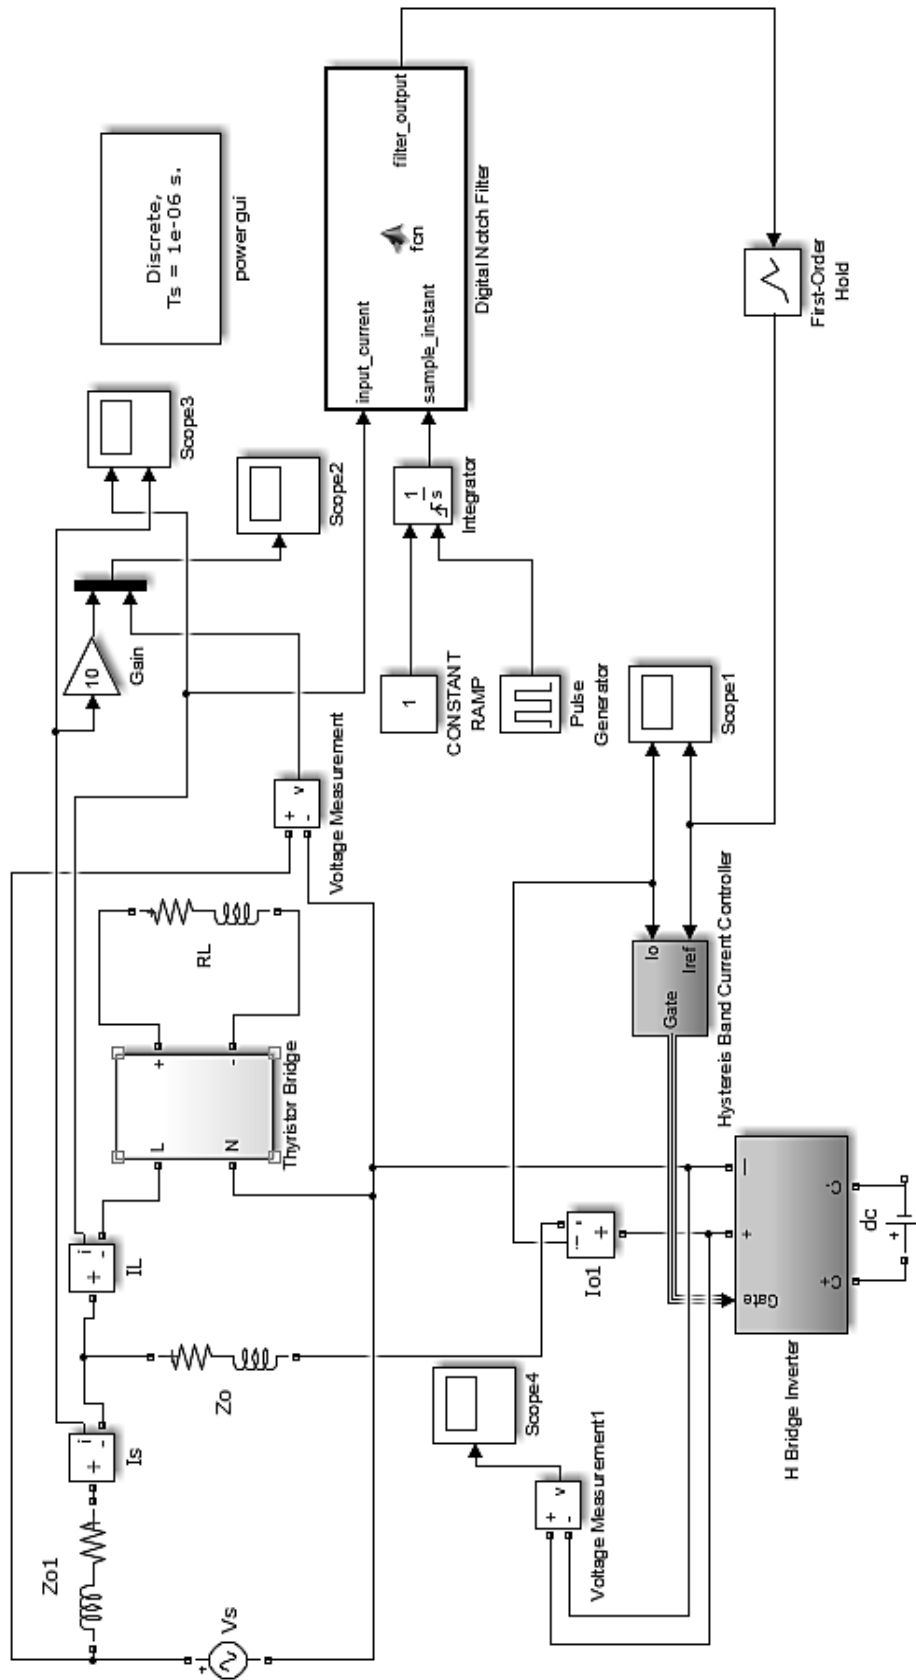 Discrete,
Ts = 1e-06 s.
powergui
Zo1
+
i
-
Is
+
i
-
IL
10
Gain
Scope3
Scope2
Vs
+
Zo
L
N
+
-
Thyristor Bridge
RL
+
+
-
v
Voltage Measurement
input_current
sample_instant
fcn
filter_output
Digital Notch Filter
1
CONSTANT
RAMP
Pulse
Generator
1
s
Integrator
First-Order
Hold
Scope1
Io
Iref
Gate
Hystereis Band Current Controller
i
-
+
Io1
Scope4
+
-
v
Voltage Measurement1
Gate
+
-
C+
C-
H Bridge Inverter
+
dc